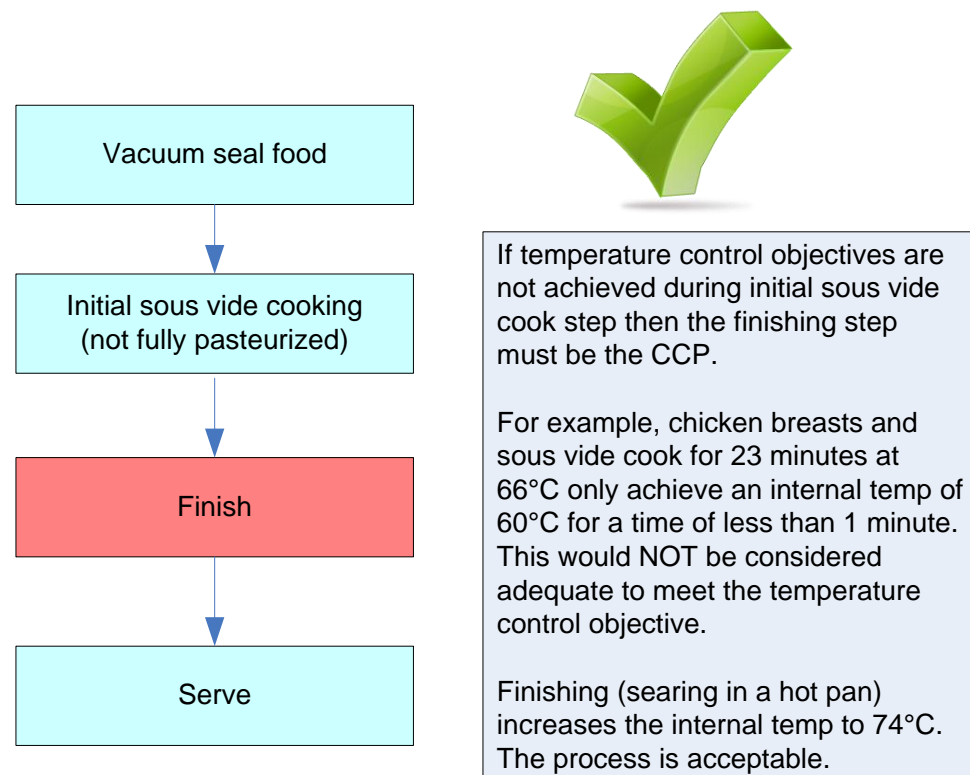 Vacuum seal food
Initial sous vide cooking
(not fully pasteurized)
Finish
Serve
If temperature control objectives are
not achieved during initial sous vide
cook step then the finishing step
must be the CCP.
For example, chicken breasts and
sous vide cook for 23 minutes at
66°C only achieve an internal temp of
60°C for a time of less than 1 minute.
This would NOT be considered
adequate to meet the temperature
control objective.
Finishing (searing in a hot pan)
increases the internal temp to 74°C.
The process is acceptable.